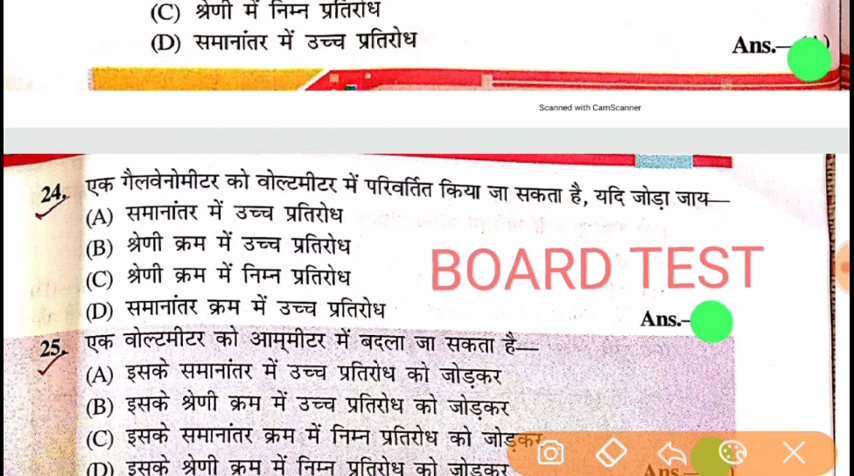 (C) श्रेणी में निम्न प्रतिरोध
(D) समानांतर में उच्च प्रतिरोध
Ans.—
Scanned with CamScanner
24. एक गैलवेनोमीटर को वोल्टमीटर में परिवर्तित किया जा सकता है, यदि जोड़ा जाय—
(A) समानांतर में उच्च प्रतिरोध
(B) श्रेणी क्रम में उच्च प्रतिरोध
(C) श्रेणी क्रम में निम्न प्रतिरोध
BOARD TEST
(D) समानांतर क्रम में उच्च प्रतिरोध
Ans.-
25. एक वोल्टमीटर को आम्मीटर में बदला जा सकता है—
(A) इसके समानांतर में उच्च प्रतिरोध को जोड़कर
(B) इसके श्रेणी क्रम में उच्च प्रतिरोध को जोड़कर
(C) इसके समानांतर क्रम में निम्न प्रतिरोध को जोड़कर
(D) इसके श्रेणी क्रम में निम्न प्रतिरोध को जोड़कर
Ans.—